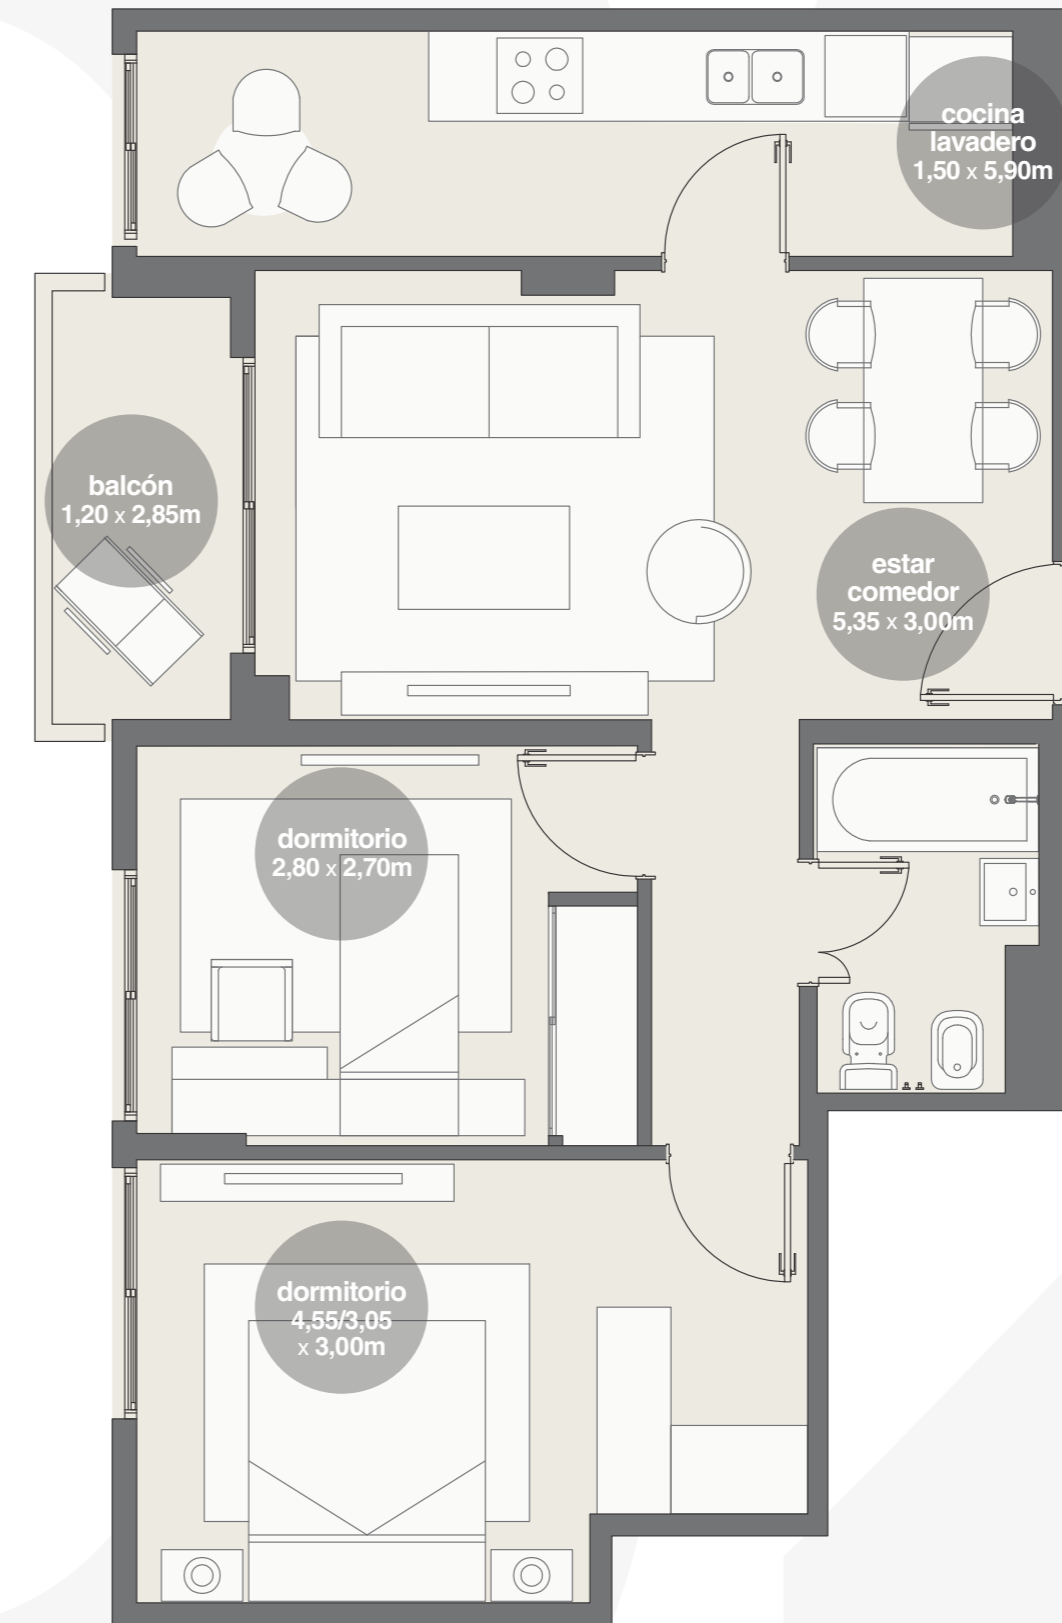 cocina
lavadero
1,50 x 5,90m
balcón
1,20 x 2,85m
estar
comedor
5,35 x 3,00m
dormitorio
2,80 x 2,70m
dormitorio
4,55/3,05
x 3,00m